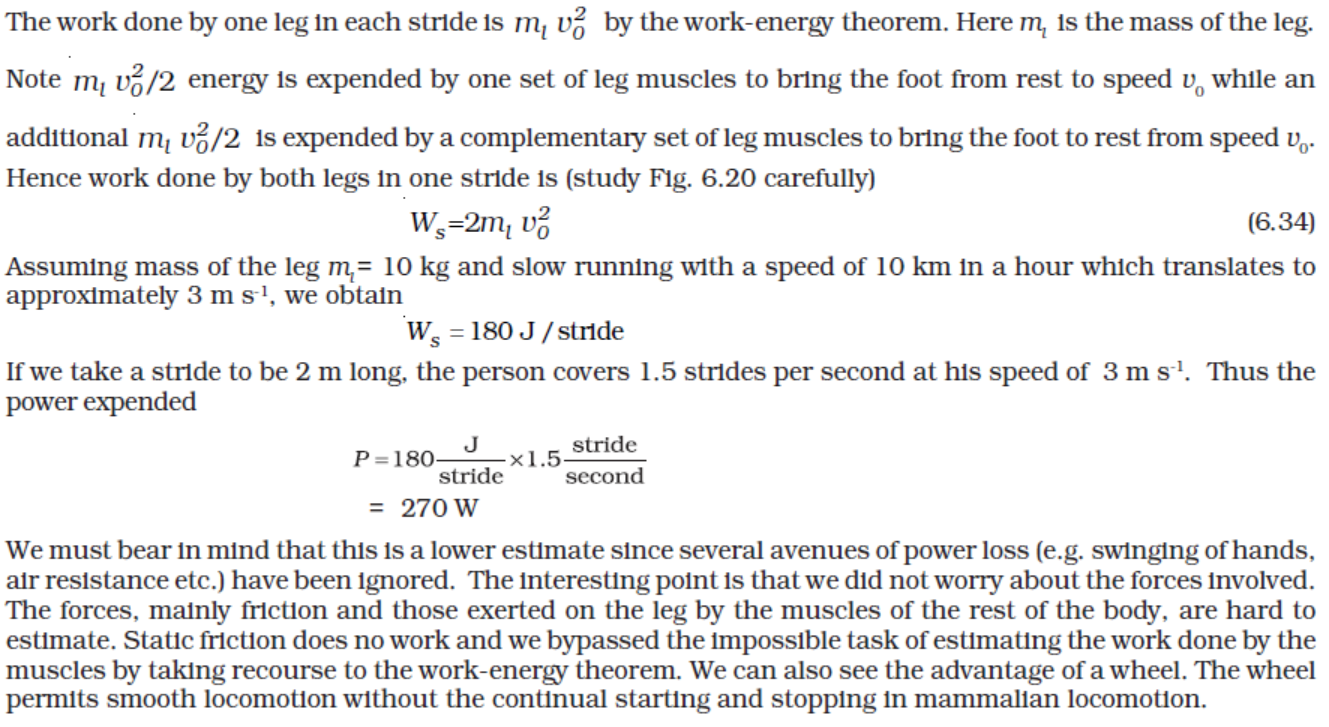 The work done by one leg in each stride is $m_l v_0^2$ by the work-energy theorem. Here $m_l$ is the mass of the leg.
Note $m_l v_0^2/2$ energy is expended by one set of leg muscles to bring the foot from rest to speed $v_0$ while an
additional $m_l v_0^2/2$ is expended by a complementary set of leg muscles to bring the foot to rest from speed $v_0$.
Hence work done by both legs in one stride is (study Fig. 6.20 carefully)
$W_s = 2m_l v_0^2$ (6.34)
Assuming mass of the leg $m_l$= 10 kg and slow running with a speed of 10 km in a hour which translates to
approximately 3 m s$^{-1}$, we obtain
$W_s$ = 180 J / stride
If we take a stride to be 2 m long, the person covers 1.5 strides per second at his speed of 3 m s$^{-1}$. Thus the
power expended
$P = 180 \frac{\text{J}}{\text{stride}} \times 1.5 \frac{\text{stride}}{\text{second}}$
= 270 W
We must bear in mind that this is a lower estimate since several avenues of power loss (e.g. swinging of hands,
air resistance etc.) have been ignored. The interesting point is that we did not worry about the forces involved.
The forces, mainly friction and those exerted on the leg by the muscles of the rest of the body, are hard to
estimate. Static friction does no work and we bypassed the impossible task of estimating the work done by the
muscles by taking recourse to the work-energy theorem. We can also see the advantage of a wheel. The wheel
permits smooth locomotion without the continual starting and stopping in mammalian locomotion.